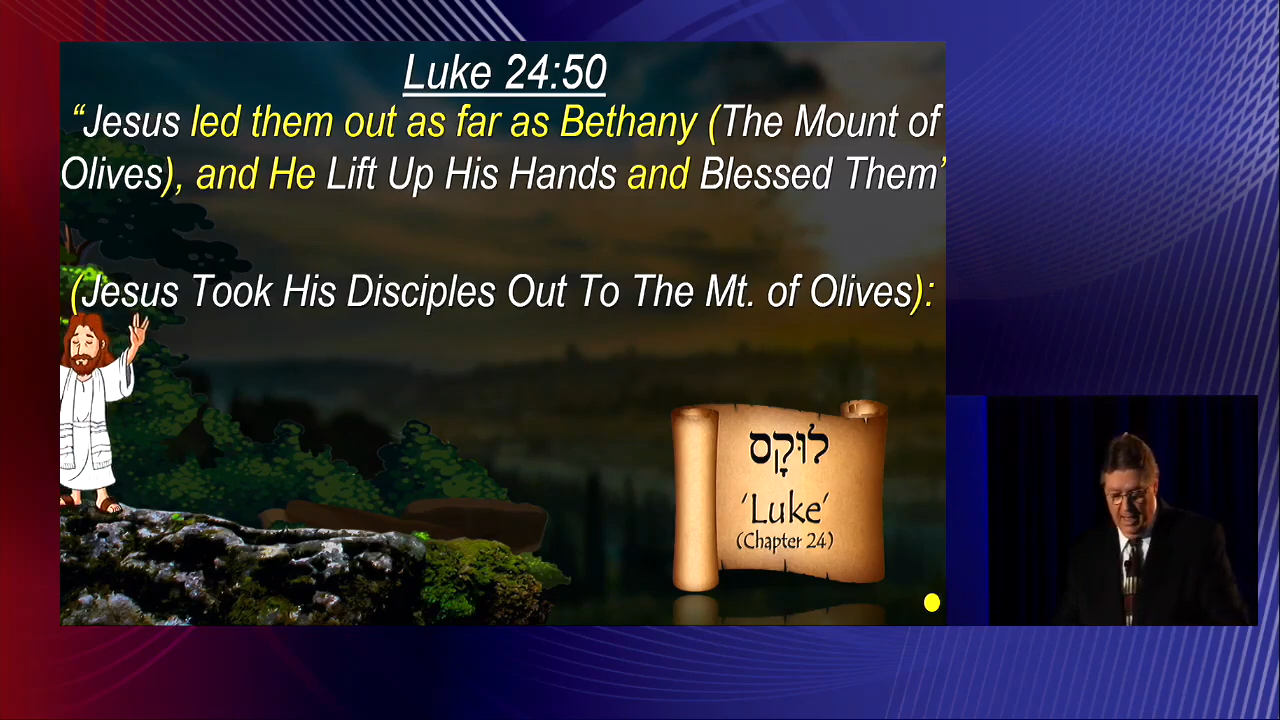 Luke 24:50
“Jesus led them out as far as Bethany (The Mount of
Olives), and He Lift Up His Hands and Blessed Them’
(Jesus Took His Disciples Out To The Mt. of Olives):
לוּקָס
‘Luke’
(Chapter 24)